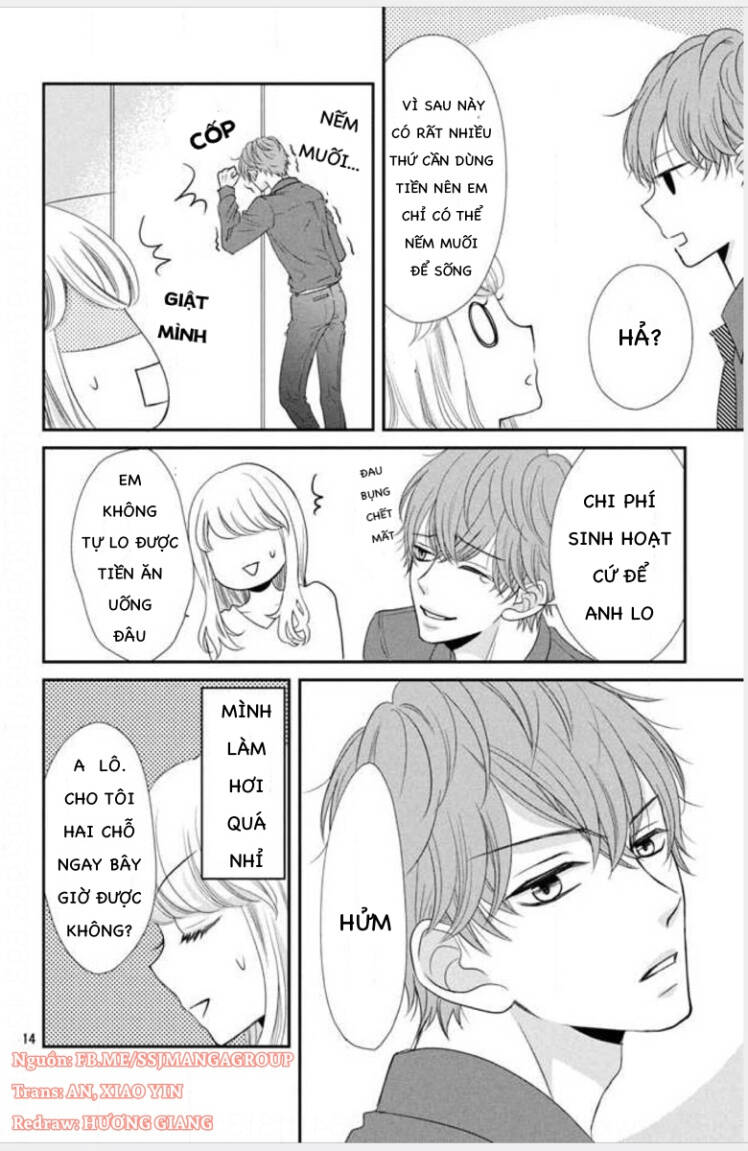 VÌ SAU NÀY
CÓ RẤT NHIỀU
THỨ CẦN DÙNG
TIỀN NÊN EM
CHỈ CÓ THỂ
NẾM MUỐI
ĐỂ SỐNG
HẢ?
NẾM
MUỐI...
CỐP
GIẬT
MÌNH
CHI PHÍ
SINH HOẠT
CỨ ĐỂ
ANH LO
ĐAU
BỤNG
CHẾT
MẤT
EM
KHÔNG
TỰ LO ĐƯỢC
TIỀN ĂN
UỐNG
ĐÂU
HỬM
MÌNH
LÀM
HƠI
QUÁ
NHỈ
A LÔ.
CHO TÔI
HAI CHỖ
NGAY BÂY
GIỜ ĐƯỢC
KHÔNG?
14
Nguồn: FB.ME/SSJMANGAGROUP
Trans: AN, XIAO YIN
Redraw: HƯƠNG GIANG